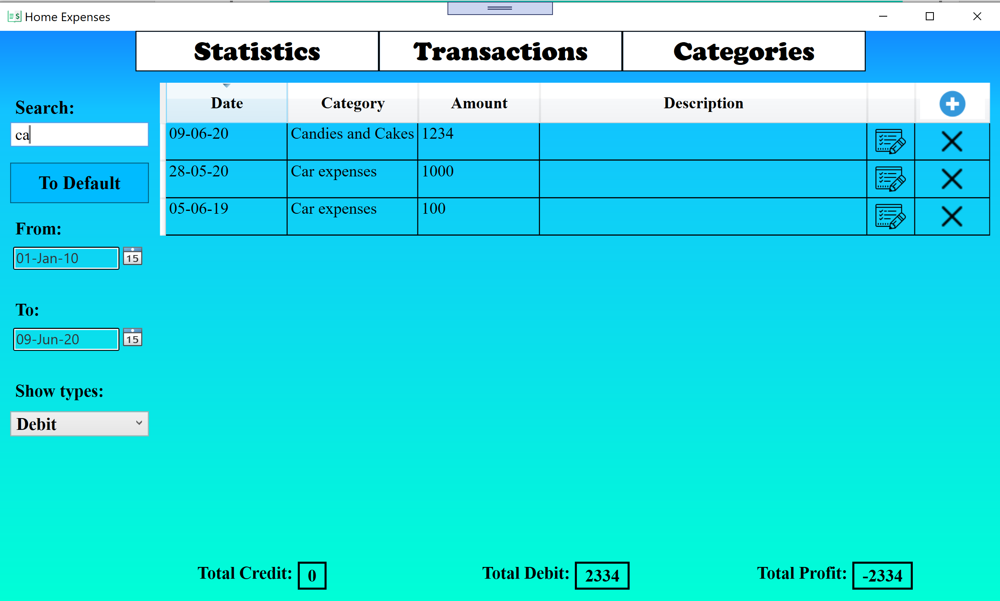 Home Expenses
Statistics Transactions Categories
Search:
ca
To Default
From:
01-Jan-10 15
To:
09-Jun-20 15
Show types:
Debit
Date Category Amount Description
09-06-20 Candies and Cakes 1234
28-05-20 Car expenses 1000
05-06-19 Car expenses 100
Total Credit: 0 Total Debit: 2334 Total Profit: -2334